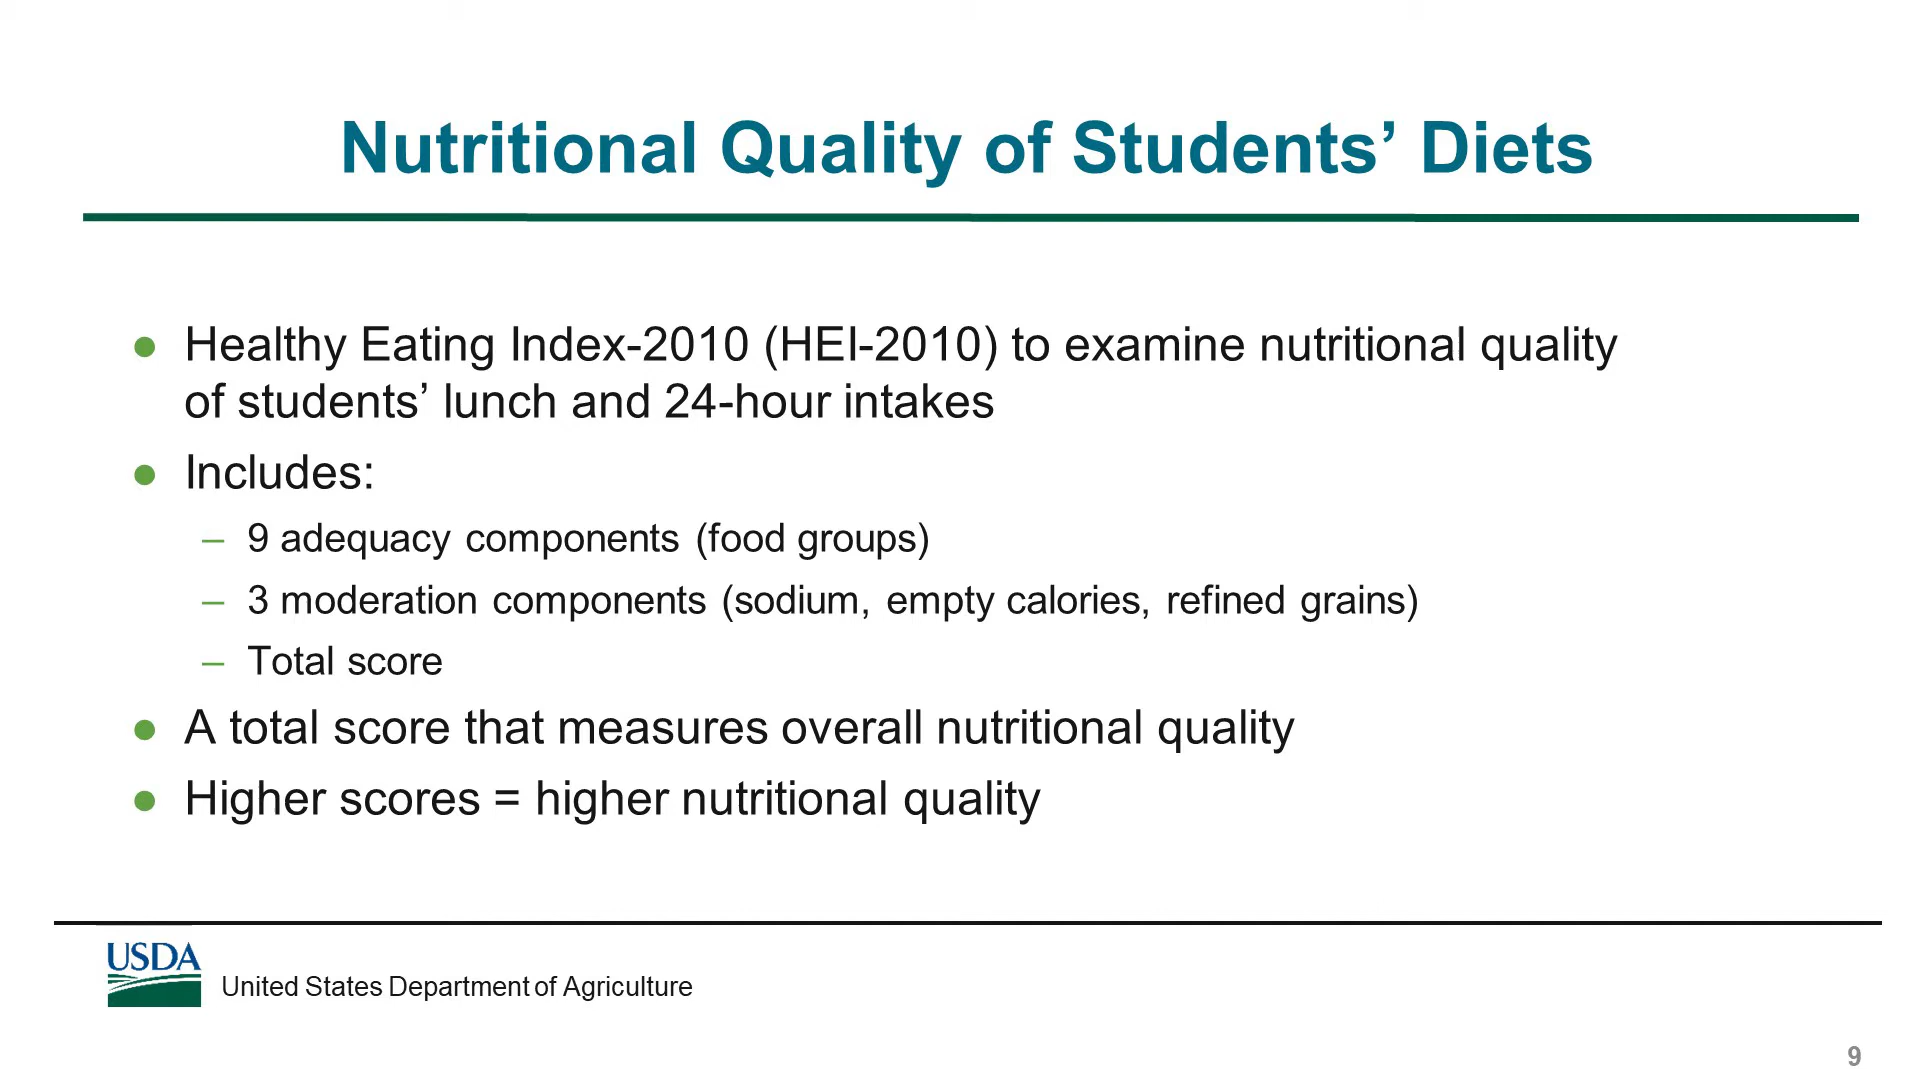 Nutritional Quality of Students’ Diets
● Healthy Eating Index-2010 (HEI-2010) to examine nutritional quality
of students’ lunch and 24-hour intakes
● Includes:
– 9 adequacy components (food groups)
– 3 moderation components (sodium, empty calories, refined grains)
– Total score
● A total score that measures overall nutritional quality
● Higher scores = higher nutritional quality
USDA
United States Department of Agriculture
9